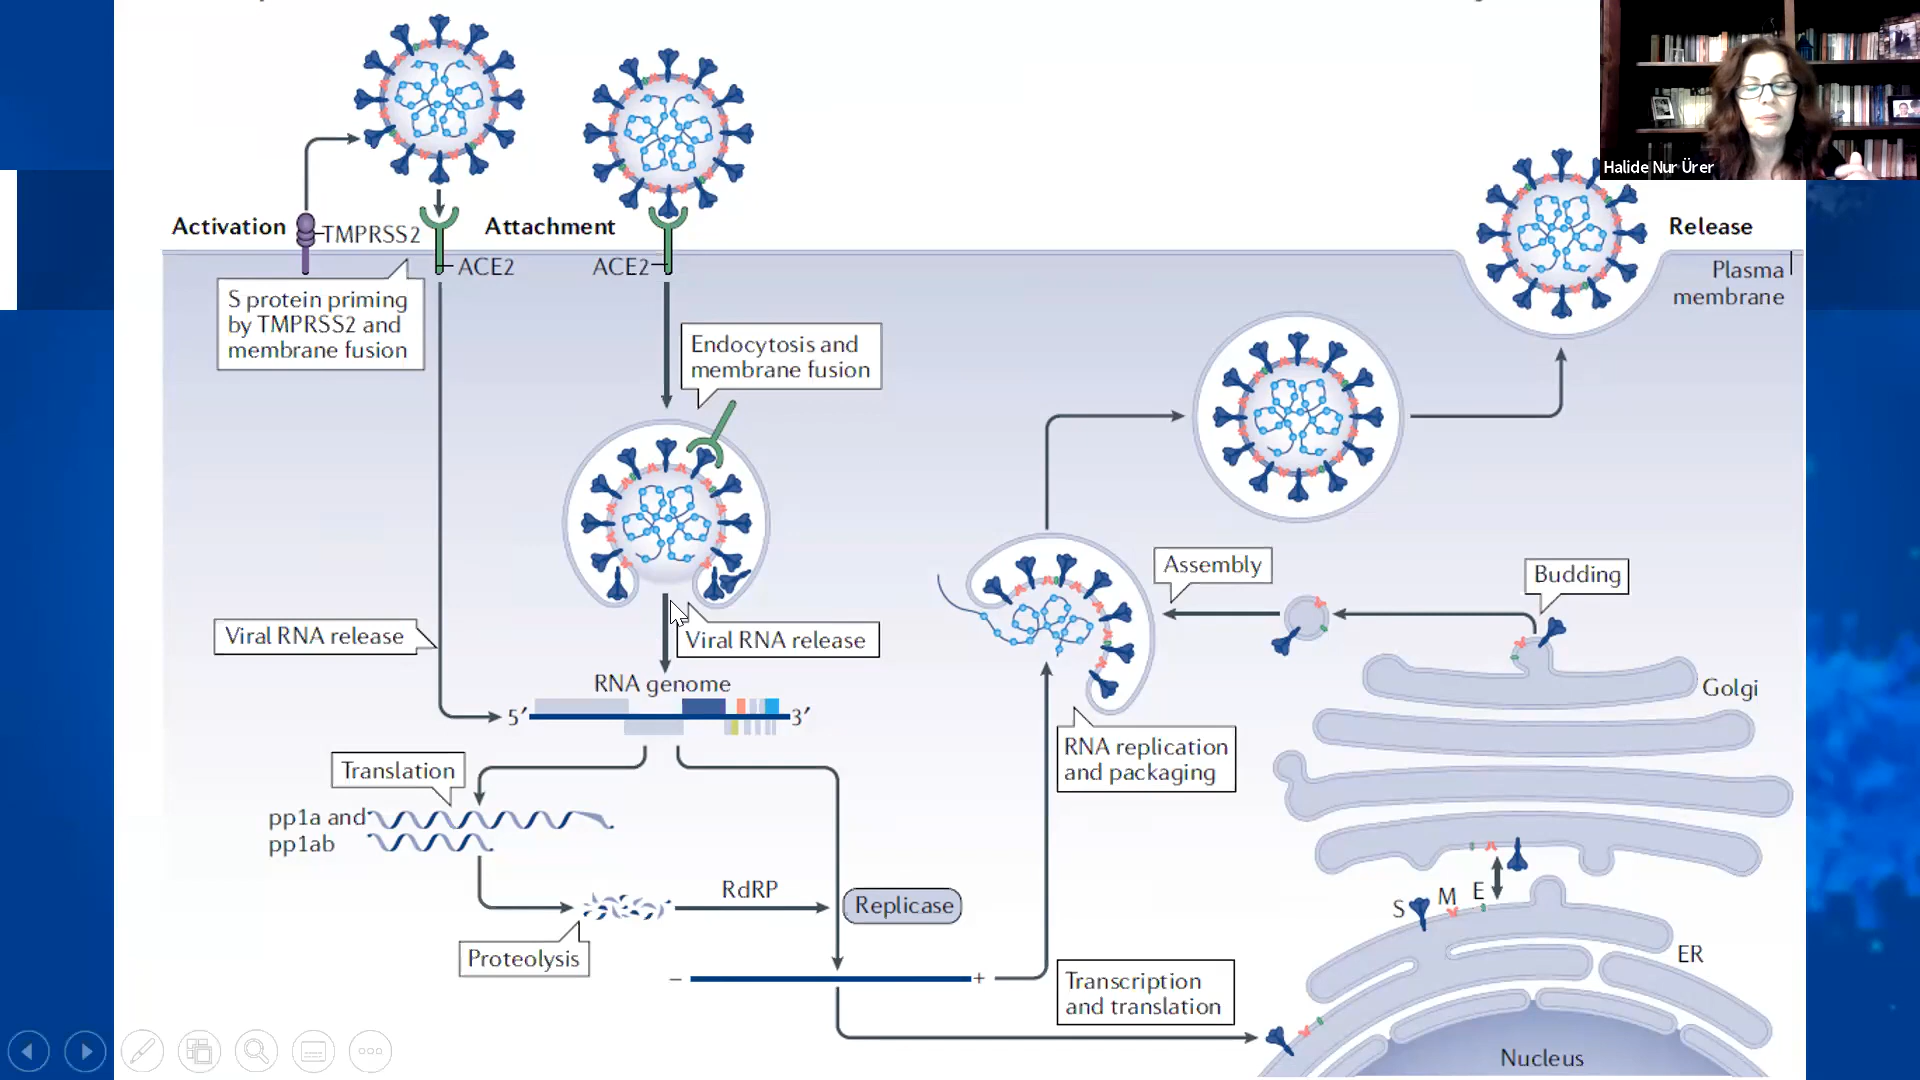 Halide Nur Ürer
Activation
TMPRSS2
Attachment
Release
ACE2
ACE2
Plasma
membrane
S protein priming
by TMPRSS2 and
membrane fusion
Endocytosis and
membrane fusion
Assembly
Budding
Viral RNA release
Viral RNA release
RNA genome
5′
3′
Golgi
RNA replication
and packaging
Translation
pp1a and
pp1ab
RdRP
Replicase
S
M
E
Proteolysis
ER
−
+
Transcription
and translation
Nucleus